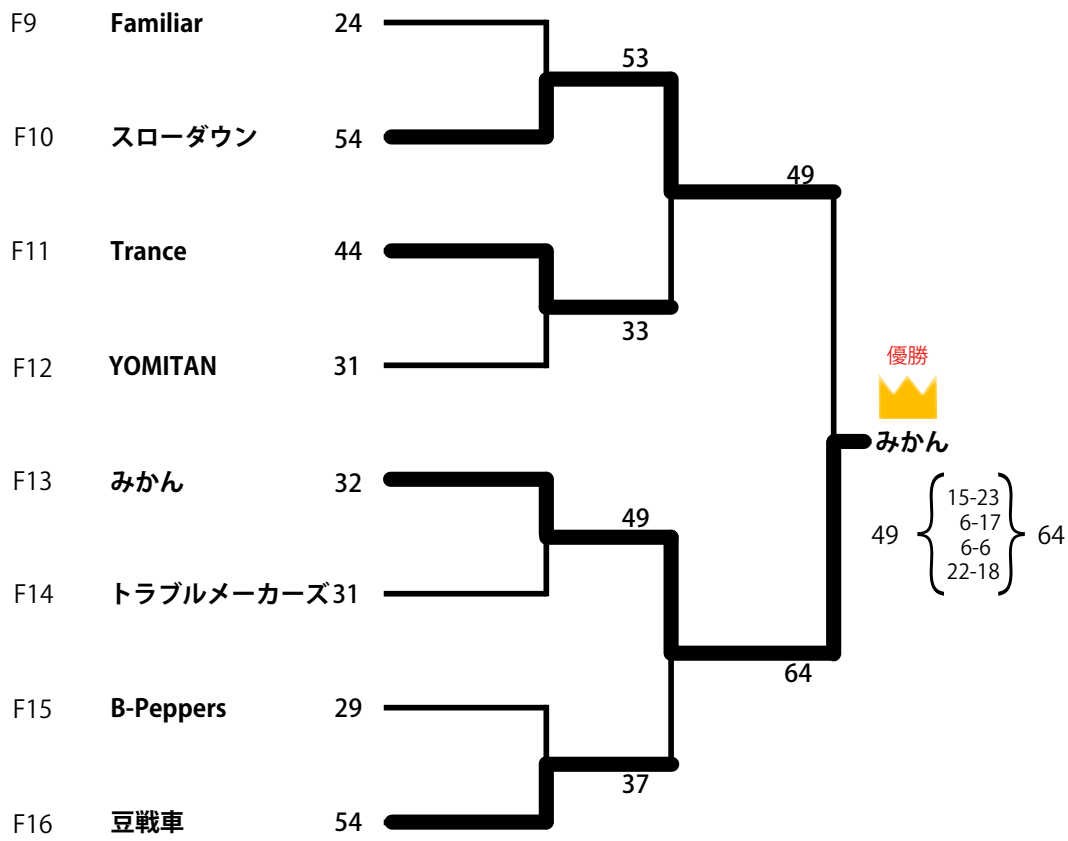 F9 Familiar 24
53
F10 スローダウン 54
49
F11 Trance 44
33
F12 YOMITAN 31
優勝
みかん
F13 みかん 32
15-23
49 6-17 64
6-6
22-18
49
F14 トラブルメーカーズ 31
64
F15 B-Peppers 29
37
F16 豆戦車 54